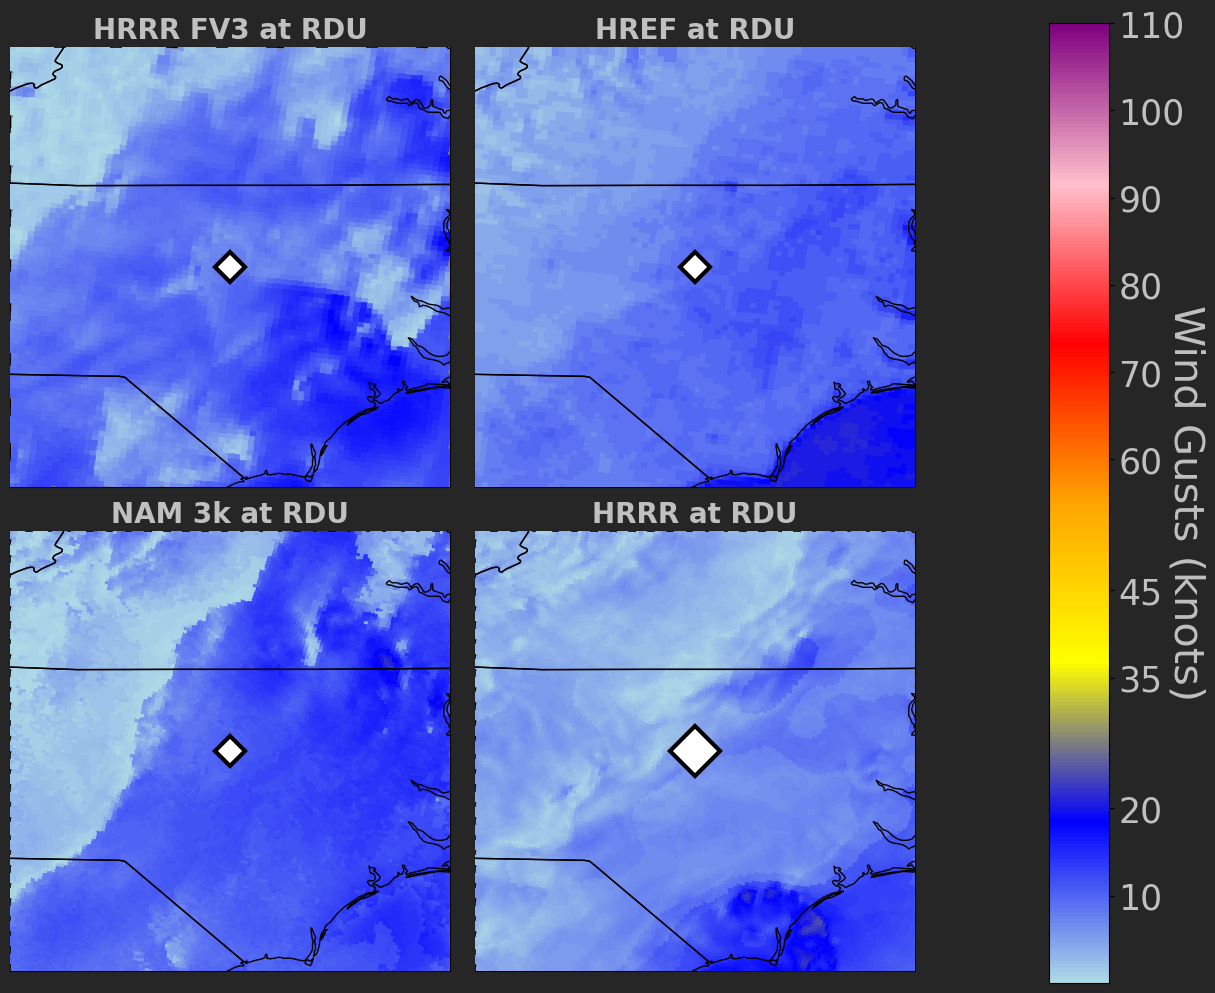 HRRR FV3 at RDU
HREF at RDU
NAM 3k at RDU
HRRR at RDU
110
100
90
80
70
60
45
35
20
10
Wind Gusts (knots)